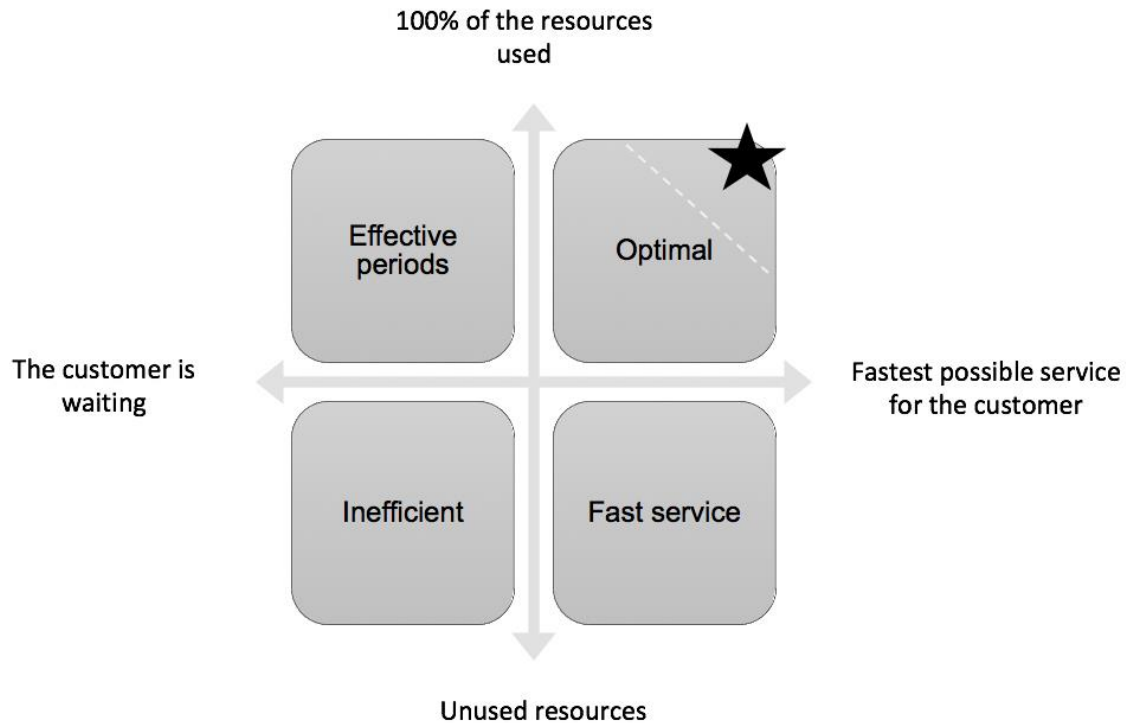 100% of the resources
used
Effective
periods
Optimal
The customer is
waiting
Fastest possible service
for the customer
Inefficient
Fast service
Unused resources